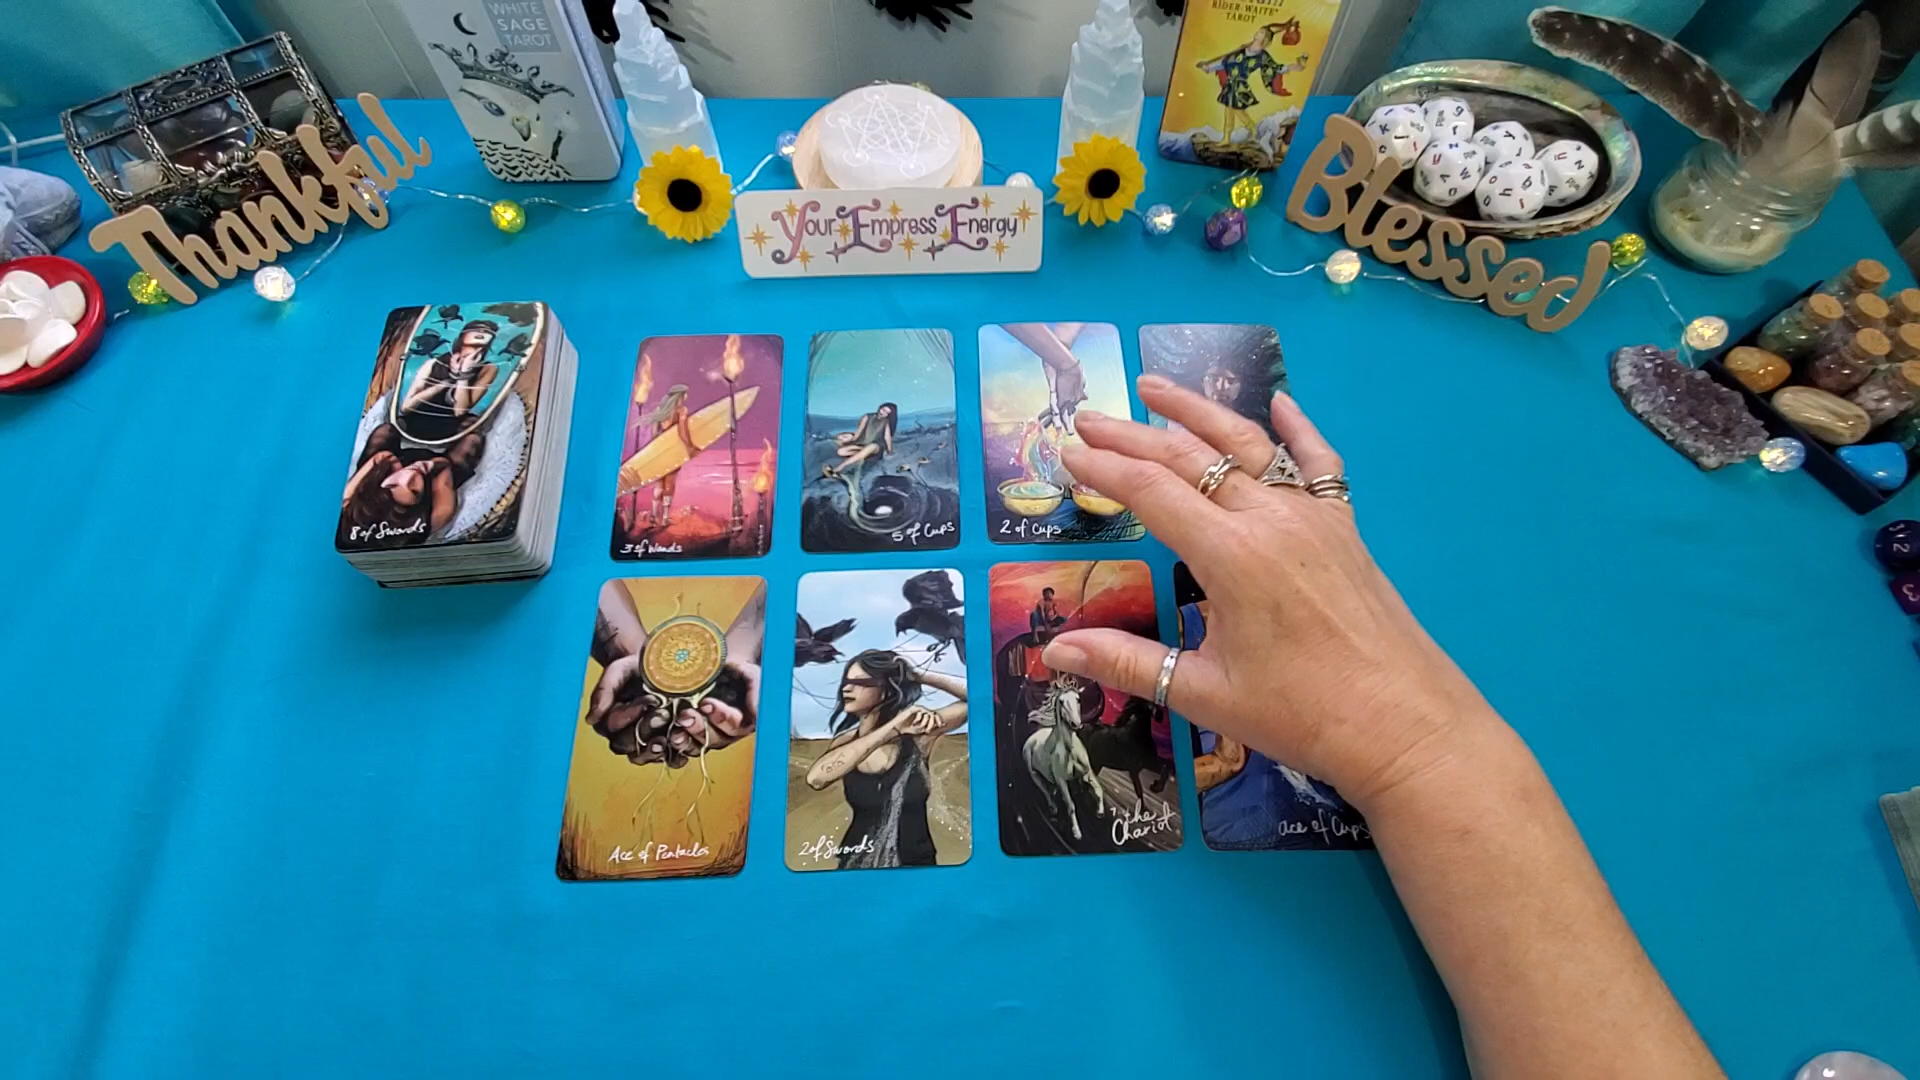 WHITE
SAGE
TAROT
RIDER-WAITE®
TAROT
Thankful
Your Empress Energy
Blessed
8 of Swords
3 of Wands
5 of Cups
2 of Cups
Ace of Pentacles
2 of Swords
7. the
Chariot
ace of Cups